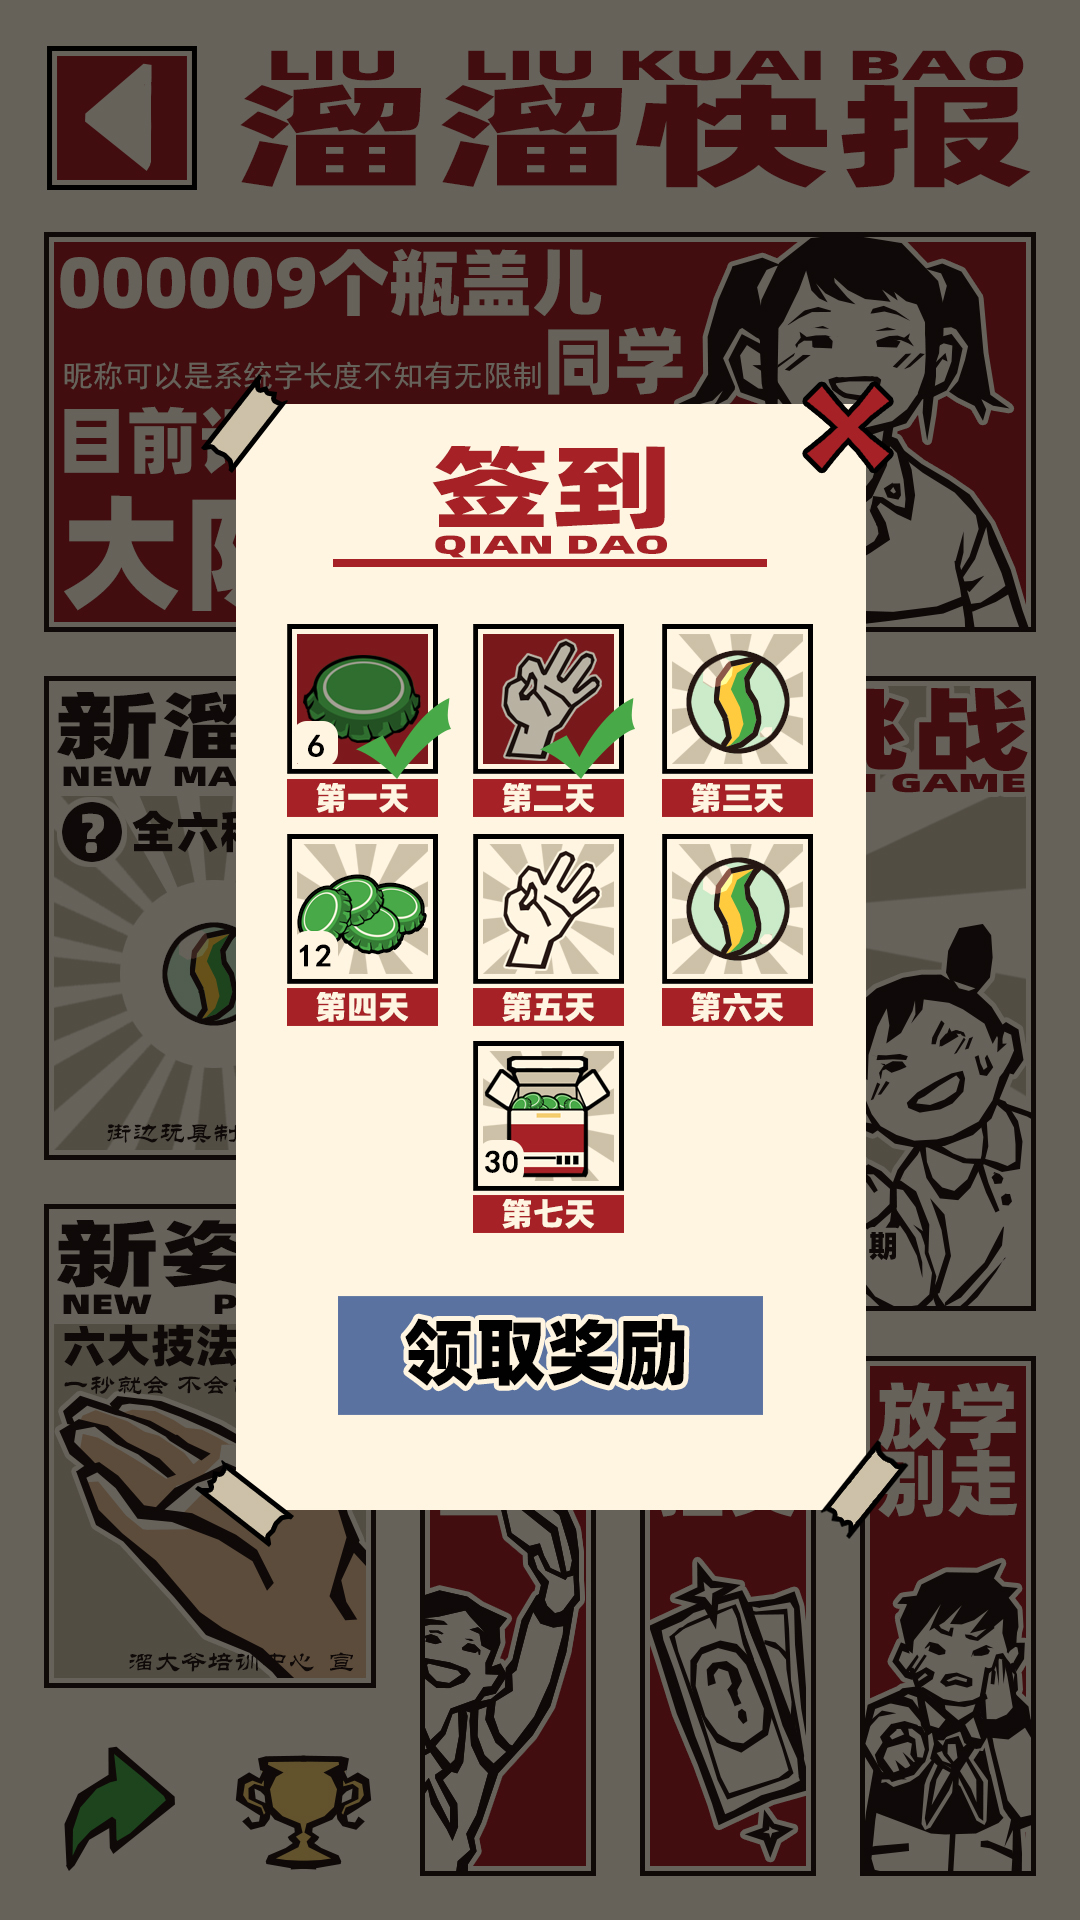 LIU LIU KUAI BAO
溜溜快报
000009个瓶盖儿
昵称可以是系统字长度不知有无限制同学
目前
大
签到
QIAN DAO
6
第一天
第二天
第三天
12
第四天
第五天
第六天
30
第七天
领取奖励
新溜
NEW MA
? 全六
街边玩具制
挑战
GAME
期
新姿
NEW P
六大技法
一秒就会 不会
溜大爷培训中心 宣
放学
别走